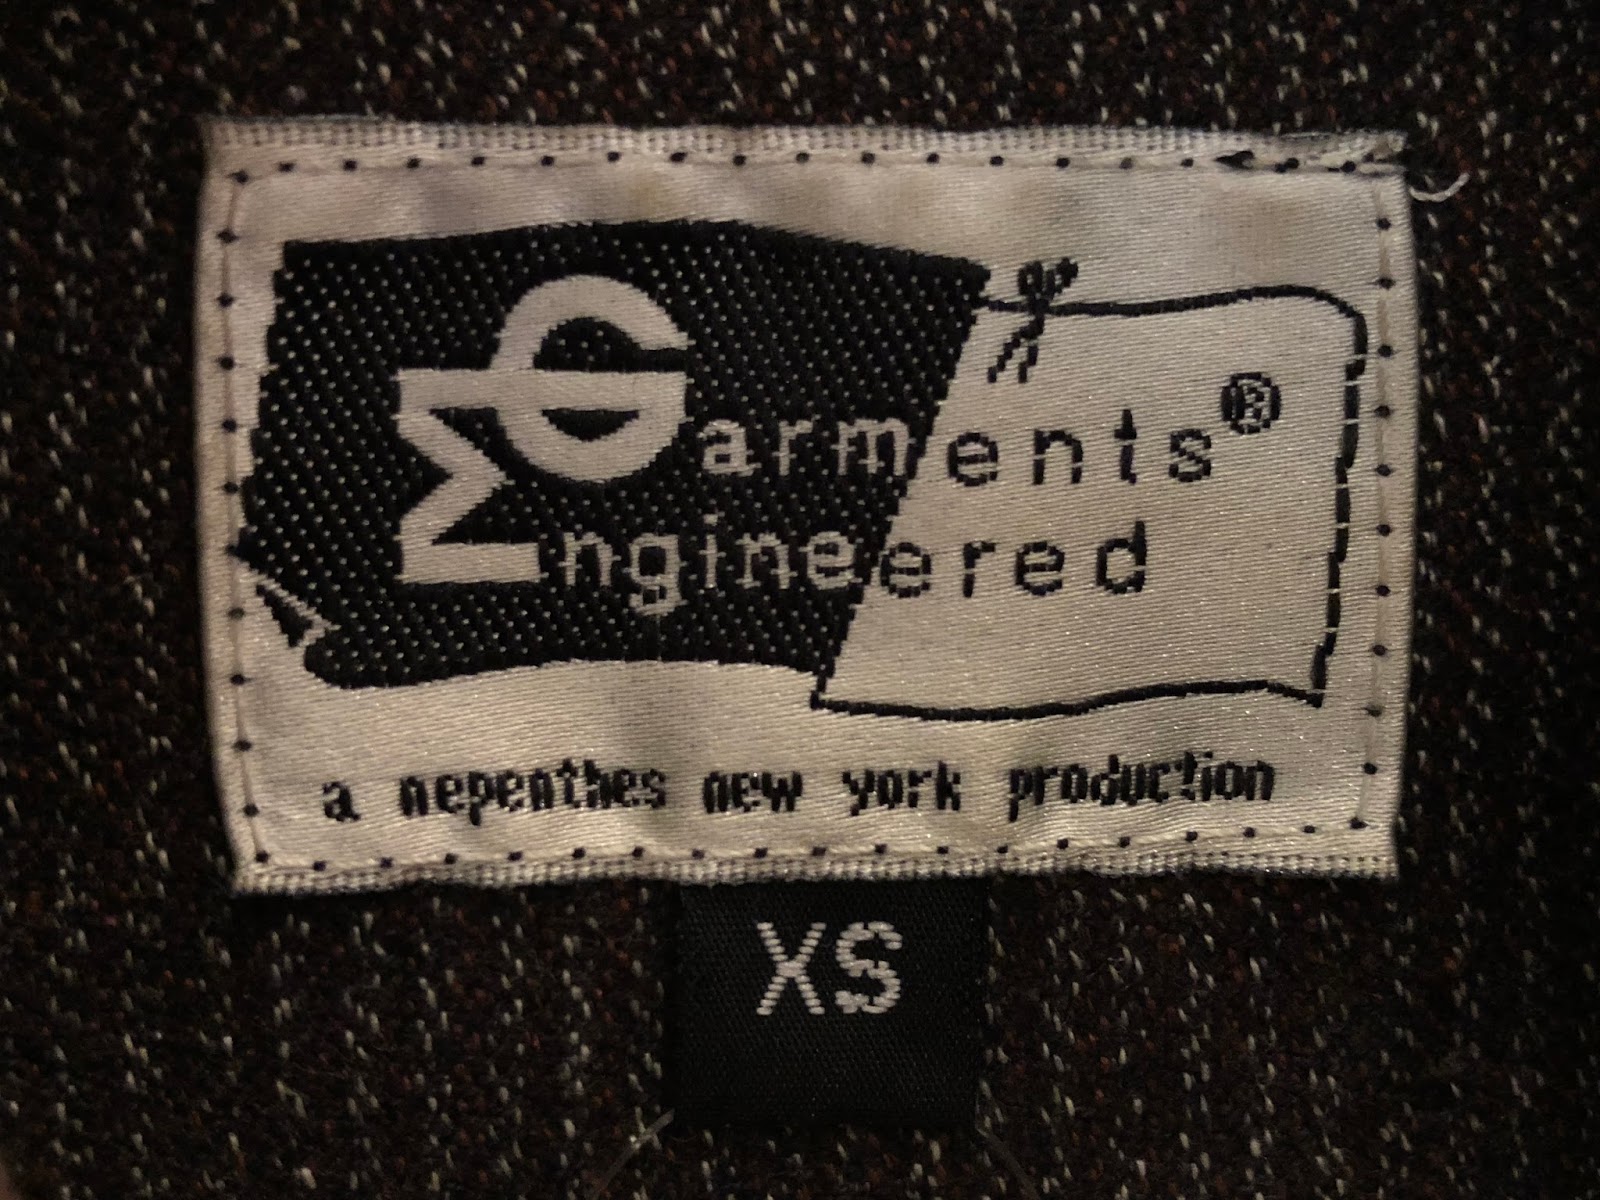 Garments®
Engineered
a nepenthes new york production
XS